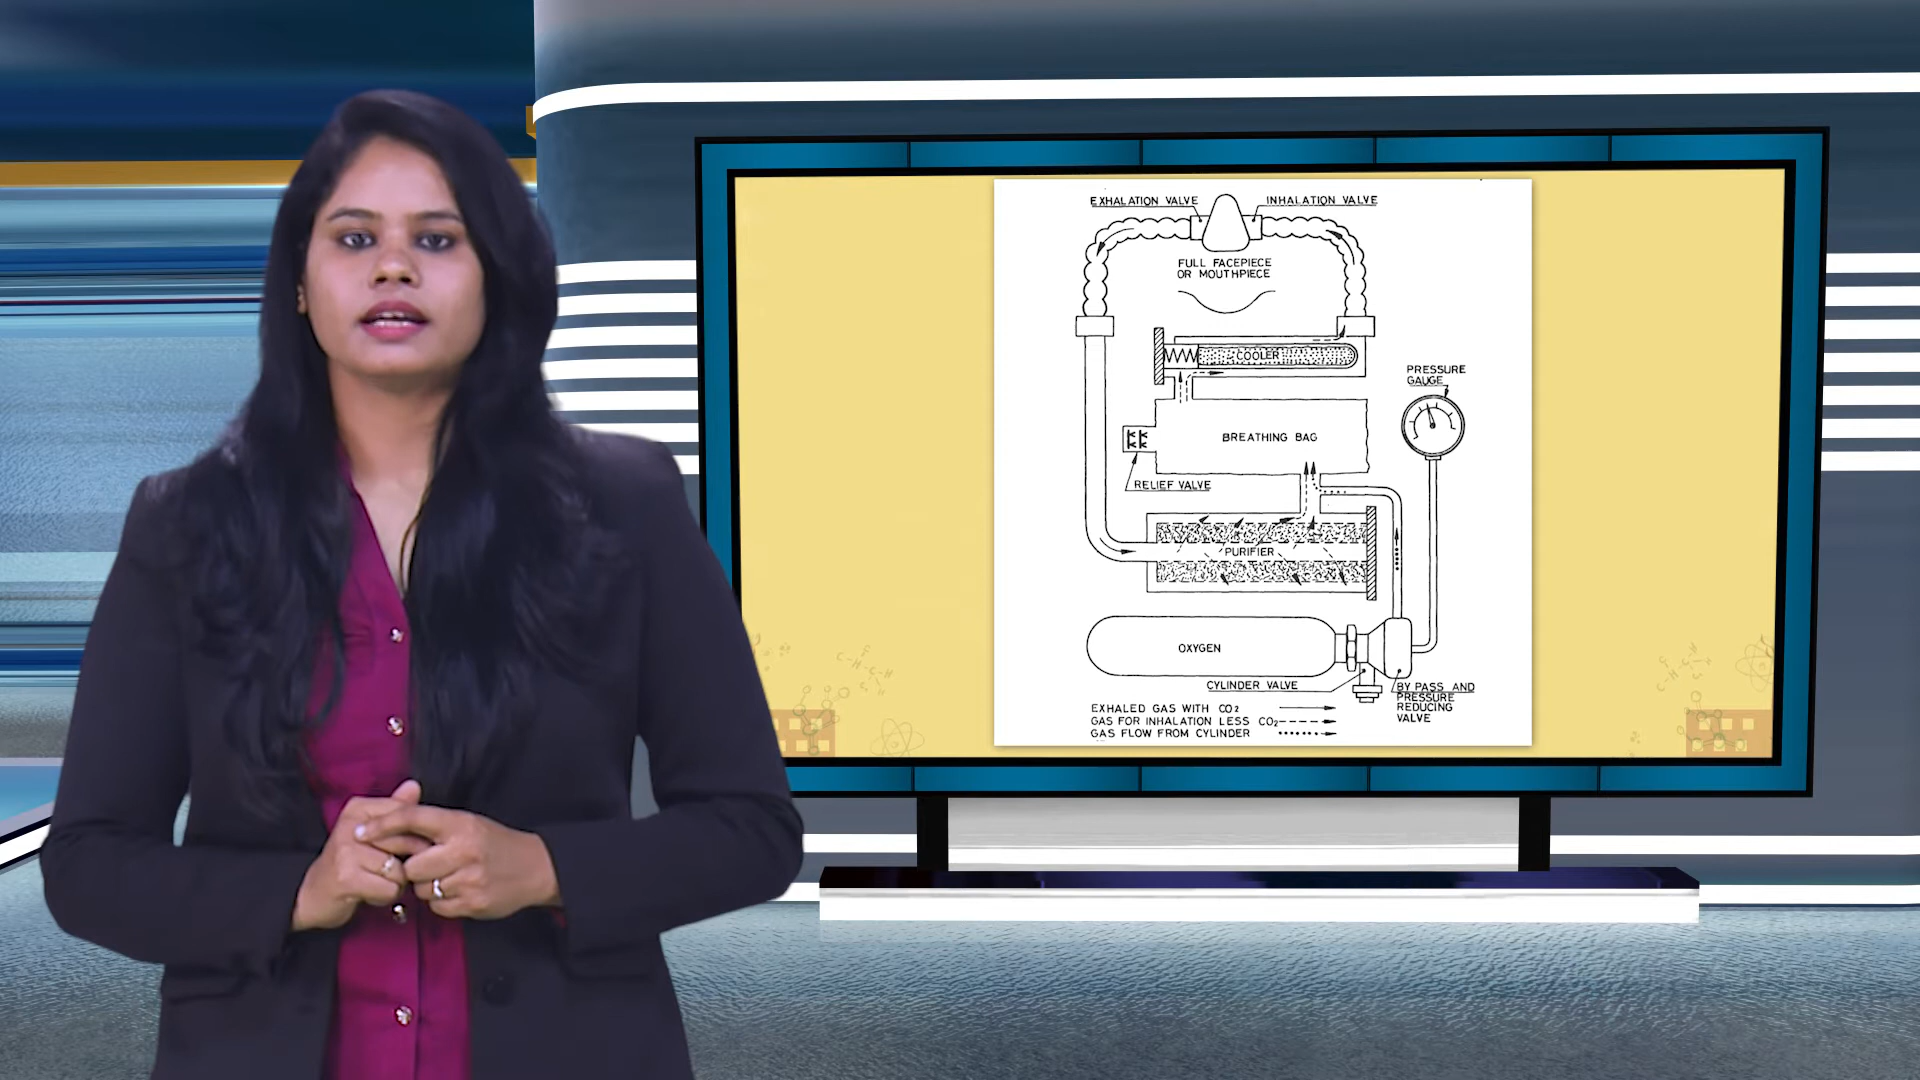 EXHALATION VALVE
INHALATION VALVE
FULL FACEPIECE
OR MOUTHPIECE
COOLER
PRESSURE
GAUGE
BREATHING BAG
RELIEF VALVE
PURIFIER
OXYGEN
CYLINDER VALVE
BY PASS AND
PRESSURE
REDUCING
VALVE
EXHALED GAS WITH CO2
GAS FOR INHALATION LESS CO2
GAS FLOW FROM CYLINDER